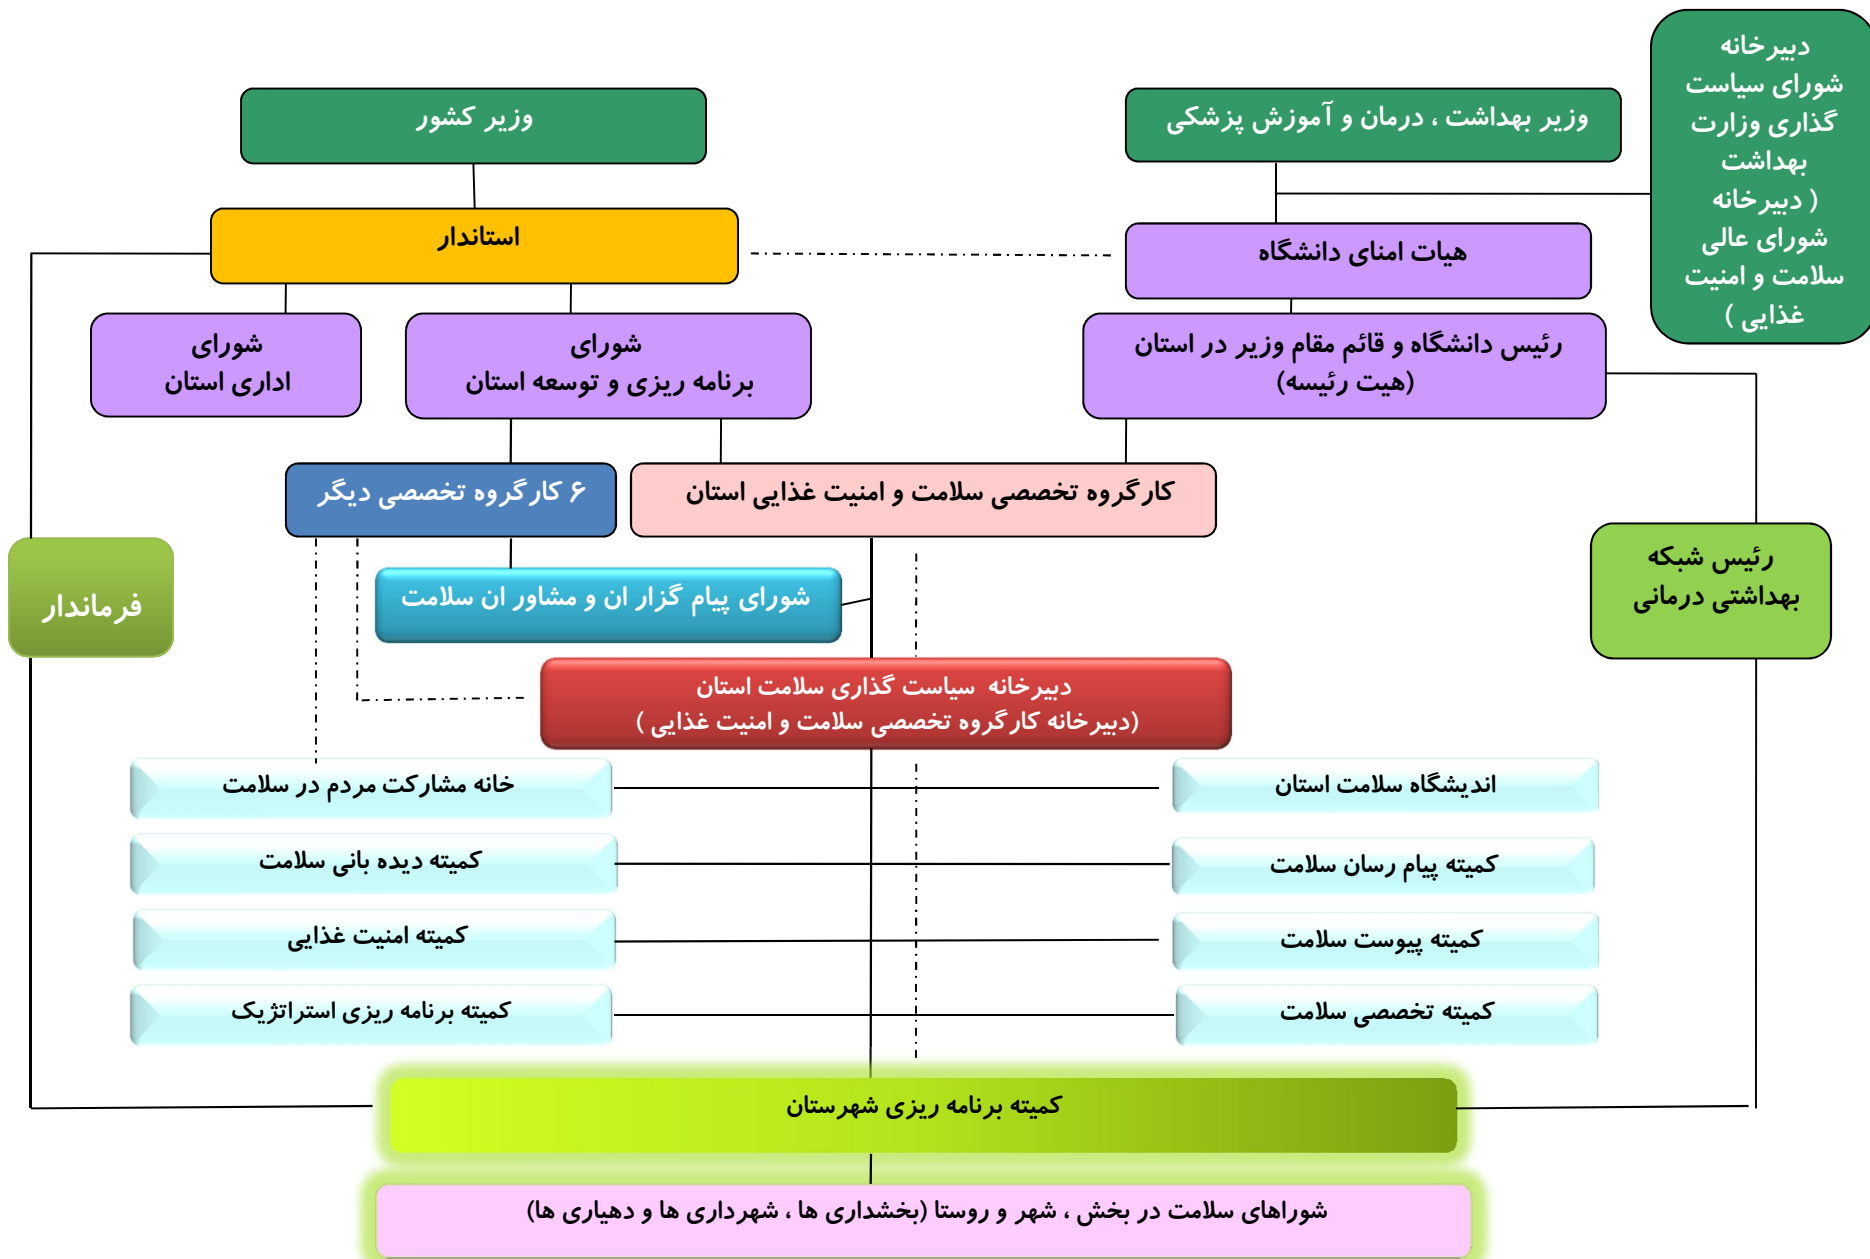 دبیرخانه
شورای سیاست
گذاری وزارت
بهداشت
( دبیرخانه
شورای عالی
سلامت و امنیت
غذایی )
وزیر بهداشت ، درمان و آموزش پزشکی
وزیر کشور
استاندار
هیات امنای دانشگاه
رئیس دانشگاه و قائم مقام وزیر در استان
(هیت رئیسه)
شورای
برنامه ریزی و توسعه استان
شورای
اداری استان
کارگروه تخصصی سلامت و امنیت غذایی استان
۶ کارگروه تخصصی دیگر
رئیس شبکه
بهداشتی درمانی
شورای پیام گزار ان و مشاور ان سلامت
فرماندار
دبیرخانه سیاست گذاری سلامت استان
(دبیرخانه کارگروه تخصصی سلامت و امنیت غذایی )
اندیشگاه سلامت استان
خانه مشارکت مردم در سلامت
کمیته پیام رسان سلامت
کمیته دیده بانی سلامت
کمیته پیوست سلامت
کمیته امنیت غذایی
کمیته تخصصی سلامت
کمیته برنامه ریزی استراتژیک
کمیته برنامه ریزی شهرستان
شوراهای سلامت در بخش ، شهر و روستا (بخشداری ها ، شهرداری ها و دهیاری ها)